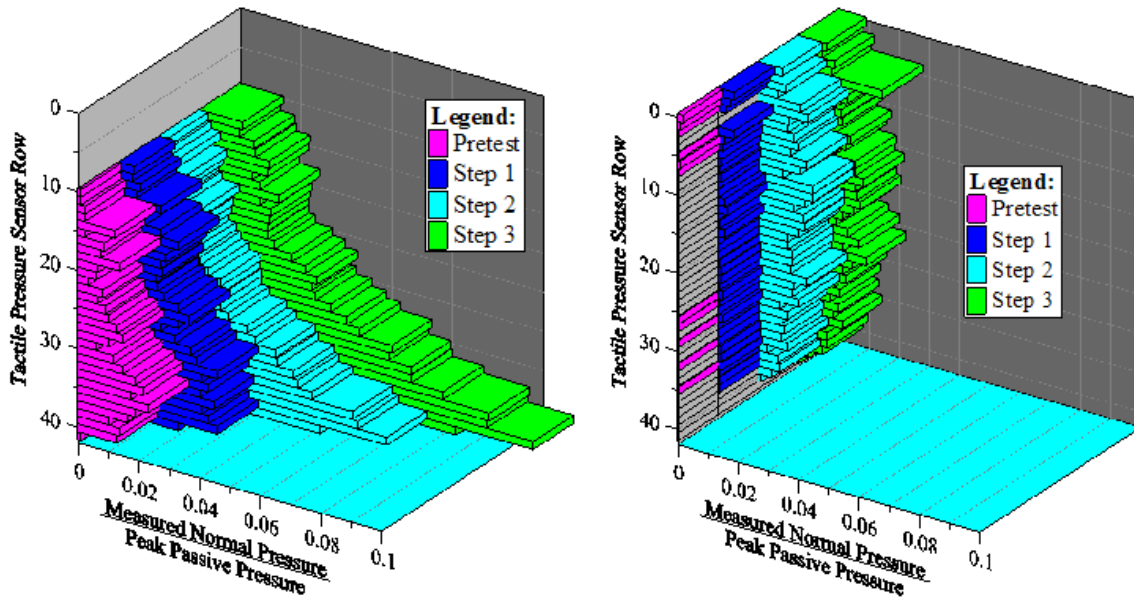 0
10
20
30
40
Tactile Pressure Sensor Row
0
0.02
0.04
0.06
0.08
0.1
Measured Normal Pressure
Peak Passive Pressure
Legend:
Pretest
Step 1
Step 2
Step 3
0
10
20
30
40
Tactile Pressure Sensor Row
0
0.02
0.04
0.06
0.08
0.1
Measured Normal Pressure
Peak Passive Pressure
Legend:
Pretest
Step 1
Step 2
Step 3